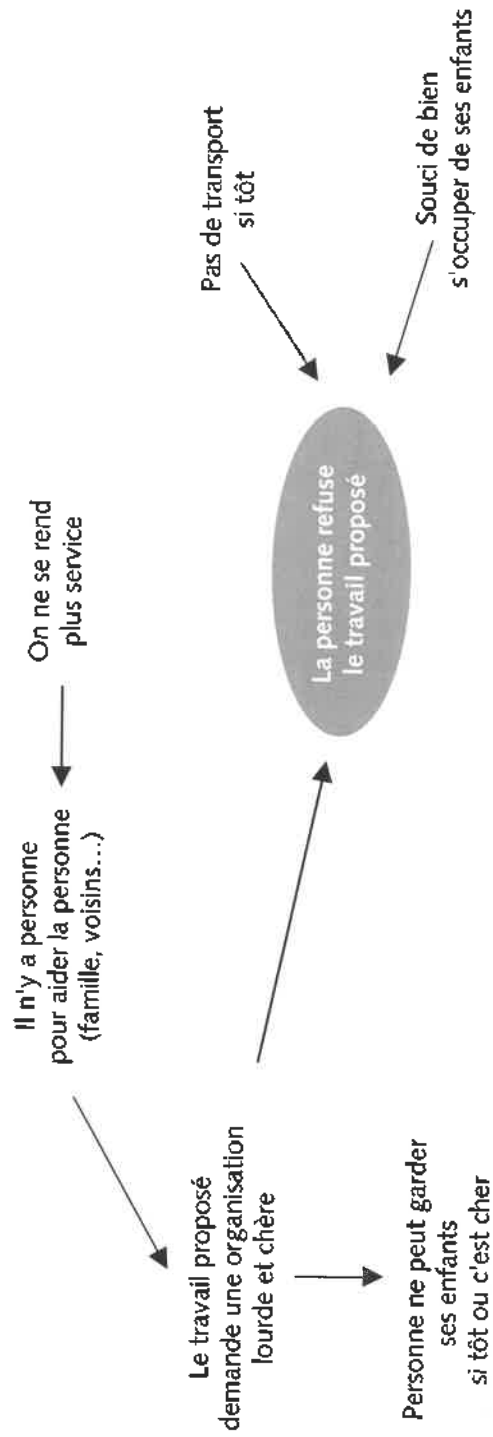 On ne se rend
plus service
Il n'y a personne
pour aider la personne
(famille, voisins...)
Le travail proposé
demande une organisation
lourde et chère
Personne ne peut garder
ses enfants
si tôt ou c'est cher
La personne refuse
le travail proposé
Pas de transport
si tôt
Souci de bien
s'occuper de ses enfants